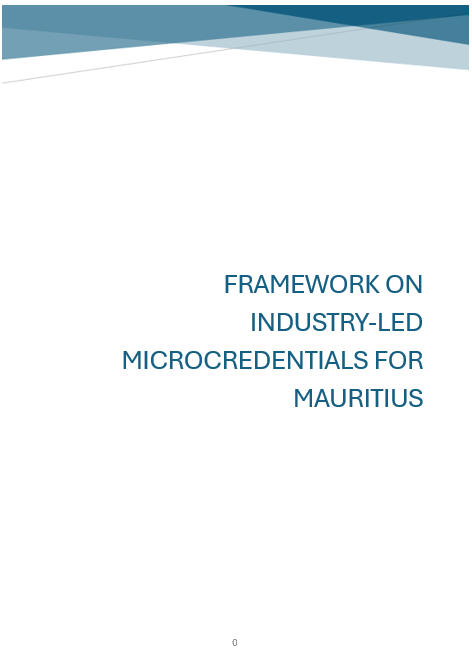 FRAMEWORK ON
INDUSTRY-LED
MICROCREDENTIALS FOR
MAURITIUS
0